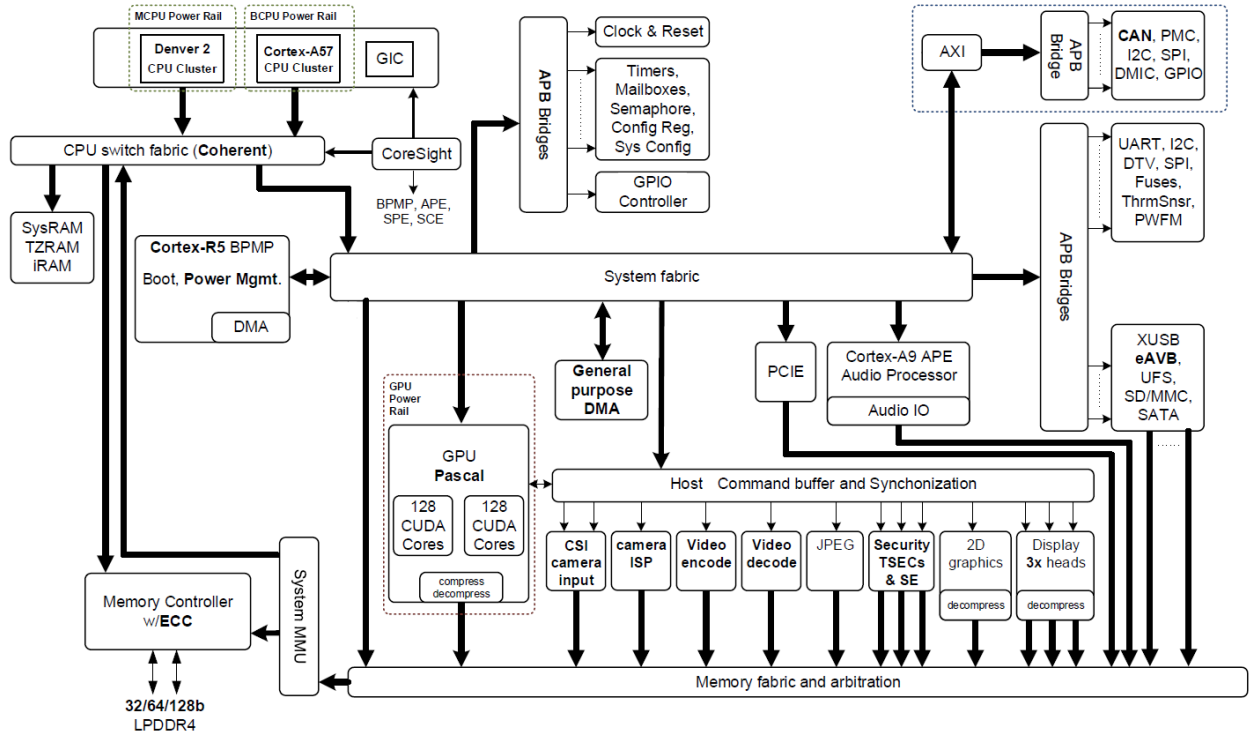 MCPU Power Rail
BCPU Power Rail
Denver 2
CPU Cluster
Cortex-A57
CPU Cluster
GIC
CPU switch fabric (Coherent)
CoreSight
BPMP, APE,
SPE, SCE
SysRAM
TZRAM
iRAM
Cortex-R5 BPMP
Boot, Power Mgmt.
DMA
APB Bridges
Clock & Reset
Timers,
Mailboxes,
Semaphore,
Config Reg,
Sys Config
GPIO
Controller
AXI
APB
Bridge
CAN, PMC,
I2C, SPI,
DMIC, GPIO
System fabric
APB Bridges
UART, I2C,
DTV, SPI,
Fuses,
ThrmSnsr,
PWFM
XUSB
eAVB,
UFS,
SD/MMC,
SATA
General
purpose
DMA
PCIE
Cortex-A9 APE
Audio Processor
Audio IO
GPU
Power
Rail
GPU
Pascal
128
CUDA
Cores
128
CUDA
Cores
compress
decompress
Host Command buffer and Synchonization
CSI
camera
input
camera
ISP
Video
encode
Video
decode
JPEG
Security
TSECs
& SE
2D
graphics
decompress
Display
3x heads
decompress
System MMU
Memory Controller
w/ECC
32/64/128b
LPDDR4
Memory fabric and arbitration